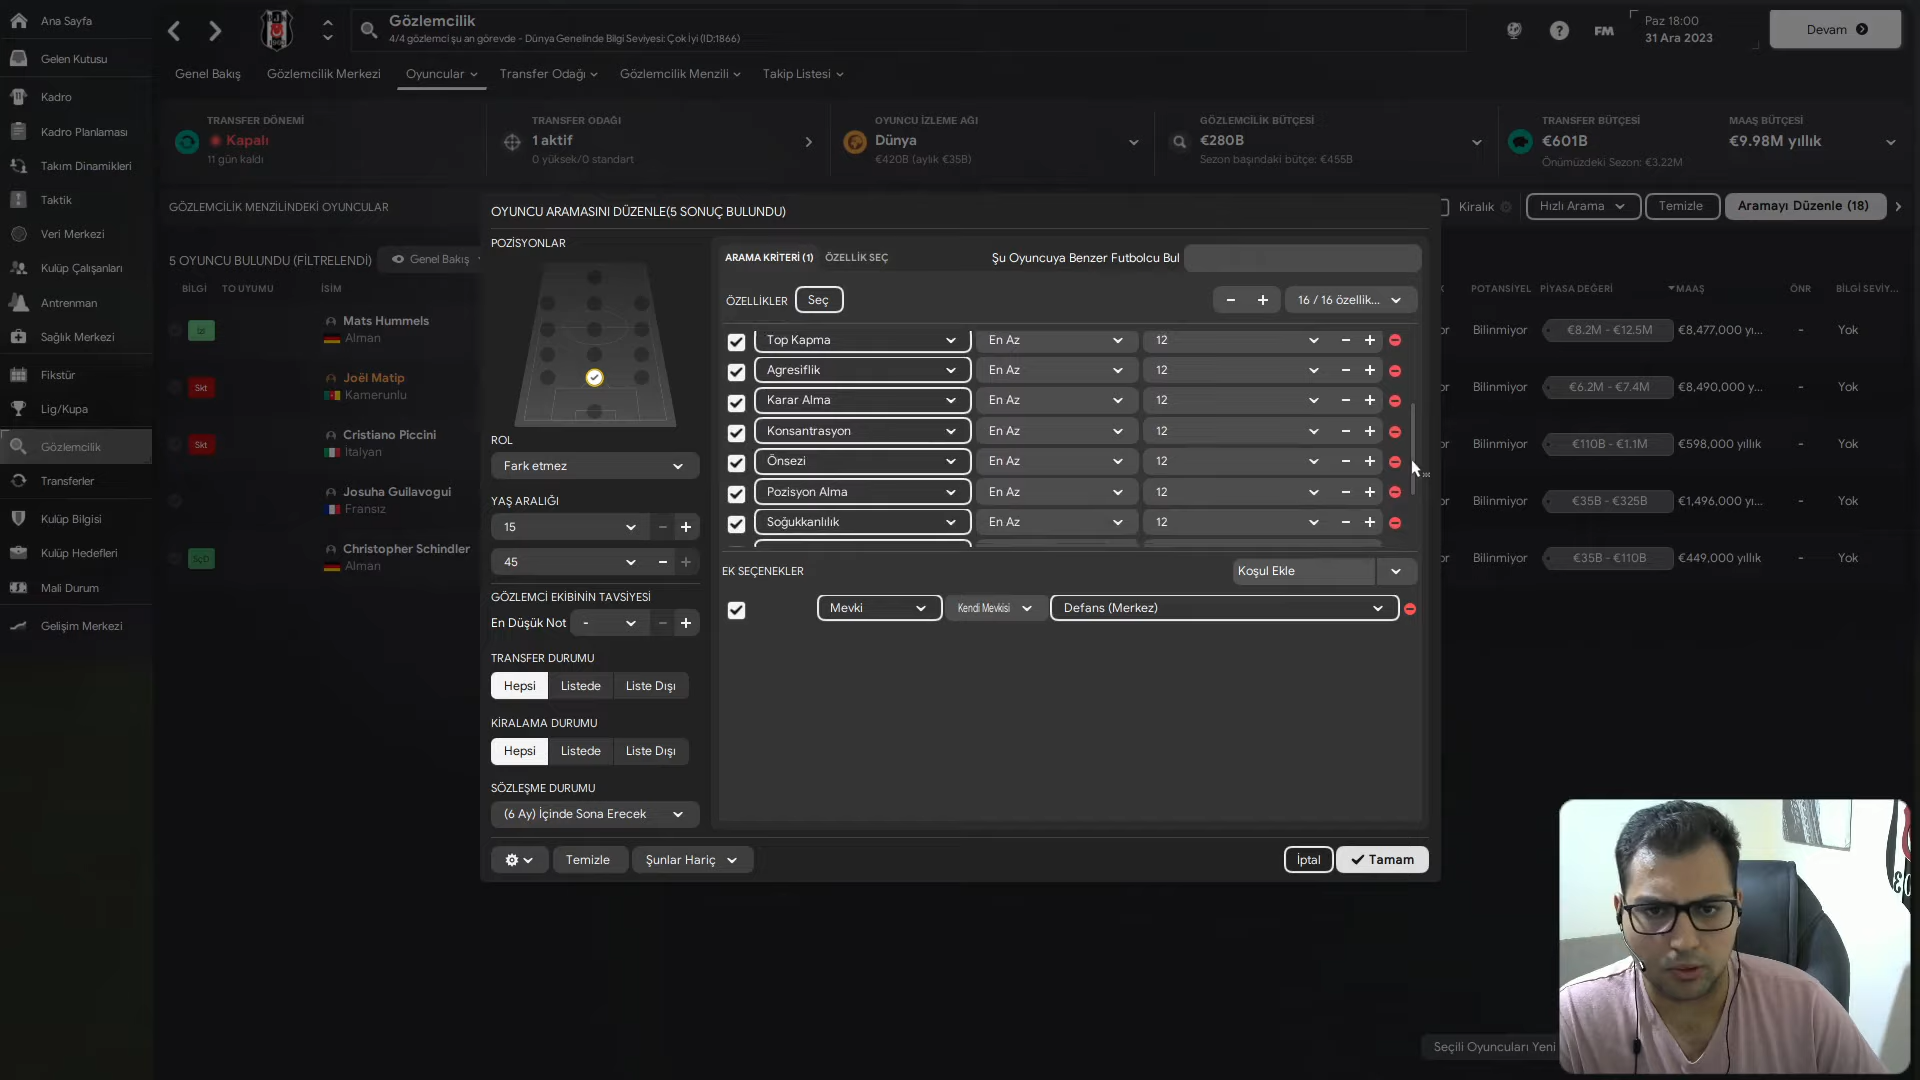 Ana Sayfa
Gelen Kutusu
Kadro
Kadro Planlaması
Takım Dinamikleri
Taktik
Veri Merkezi
Kulüp Çalışanları
Antrenman
Sağlık Merkezi
Fikstür
Lig/Kupa
Gözlemcilik
Transferler
Kulüp Bilgisi
Kulüp Hedefleri
Mali Durum
Gelişim Merkezi
Gözlemcilik
4/4 gözlemci şu an görevde - Dünya Genelinde Bilgi Seviyesi: Çok İyi (ID:1866)
FM
Paz 18:00
31 Ara 2023
Devam
Genel Bakış
Gözlemcilik Merkezi
Oyuncular
Transfer Odağı
Gözlemcilik Menzili
Takip Listesi
TRANSFER DÖNEMİ
Kapalı
11 gün kaldı
TRANSFER ODAĞI
1 aktif
0 yüksek/0 standart
OYUNCU İZLEME AĞI
Dünya
€420B (aylık €35B)
GÖZLEMCİLİK BÜTÇESİ
€280B
Sezon başındaki bütçe: €455B
TRANSFER BÜTÇESİ
€601B
Önümüzdeki Sezon: €3.22M
MAAŞ BÜTÇESİ
€9.98M yıllık
GÖZLEMCİLİK MENZİLİNDEKİ OYUNCULAR
Kiralık
Hızlı Arama
Temizle
Aramayı Düzenle (18)
5 OYUNCU BULUNDU (FİLTRELENDİ)
Genel Bakış
BİLGİ TO UYUMU İSİM
POTANSİYEL PİYASA DEĞERİ MAAŞ ÖNR BİLGİ SEVİY...
Mats Hummels
Alman
Bilinmiyor €8.2M - €12.5M €8,477,000 yı... - Yok
Skt
Joël Matip
Kamerunlu
Bilinmiyor €6.2M - €7.4M €8,490,000 yı... - Yok
Skt
Cristiano Piccini
İtalyan
Bilinmiyor €110B - €1.1M €598,000 yıllık - Yok
Josuha Guilavogui
Fransız
Bilinmiyor €35B - €325B €1,496,000 yı... - Yok
Christopher Schindler
Alman
Bilinmiyor €35B - €110B €449,000 yıllık - Yok
OYUNCU ARAMASINI DÜZENLE(5 SONUÇ BULUNDU)
POZİSYONLAR
ROL
Fark etmez
YAŞ ARALIĞI
15
45
GÖZLEMCİ EKİBİNİN TAVSİYESİ
En Düşük Not -
TRANSFER DURUMU
Hepsi Listede Liste Dışı
KİRALAMA DURUMU
Hepsi Listede Liste Dışı
SÖZLEŞME DURUMU
(6 Ay) İçinde Sona Erecek
ARAMA KRİTERİ (1) ÖZELLİK SEÇ
Şu Oyuncuya Benzer Futbolcu Bul
ÖZELLİKLER Seç
16 / 16 özellik...
Top Kapma En Az 12
Agresiflik En Az 12
Karar Alma En Az 12
Konsantrasyon En Az 12
Önsezi En Az 12
Pozisyon Alma En Az 12
Soğukkanlılık En Az 12
EK SEÇENEKLER
Koşul Ekle
Mevki Kendi Mevkisi Defans (Merkez)
Temizle
Şunlar Hariç
İptal
Tamam
Seçili Oyuncuları Yeni